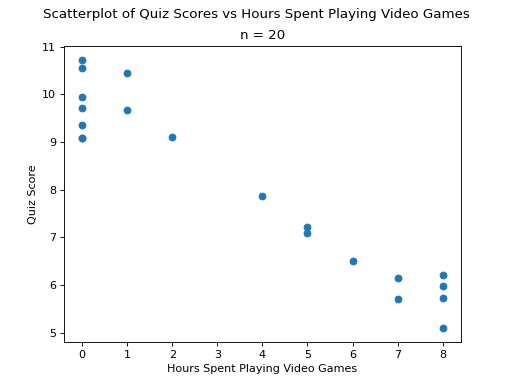 Scatterplot of Quiz Scores vs Hours Spent Playing Video Games
n = 20
11
10
9
8
7
6
5
Quiz Score
0 1 2 3 4 5 6 7 8
Hours Spent Playing Video Games